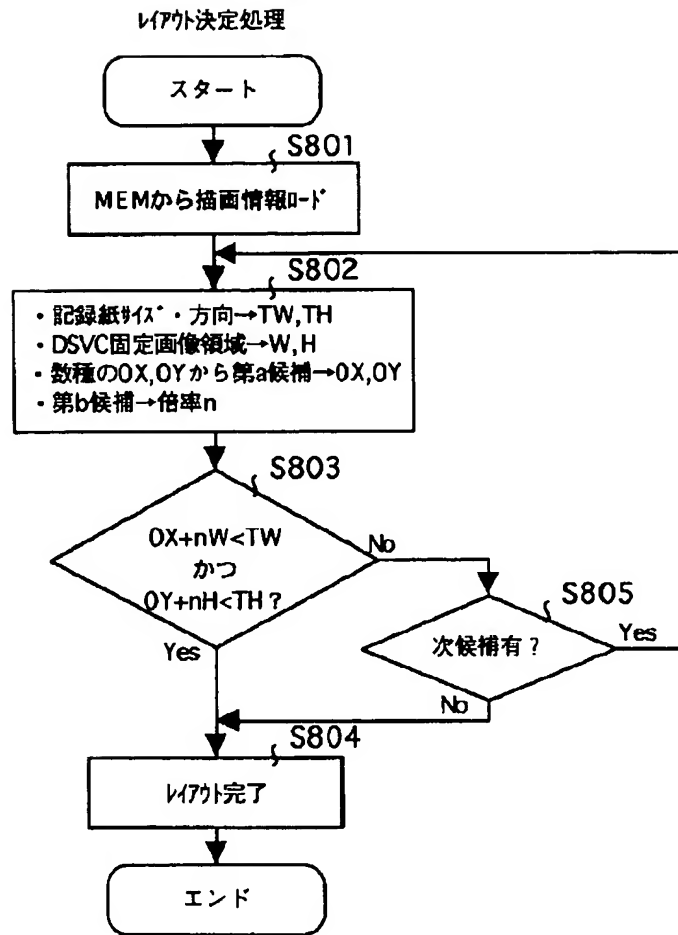 レイアウト決定処理
スタート
S801
MEMから描画情報ロード
S802
・記録紙サイズ・方向→TW,TH
・DSVC固定画像領域→W,H
・数種のOX,OYから第a候補→OX,OY
・第b候補→倍率n
S803
OX+nW<TW
かつ
OY+nH<TH?
No
Yes
S805
次候補有?
Yes
No
S804
レイアウト完了
エンド